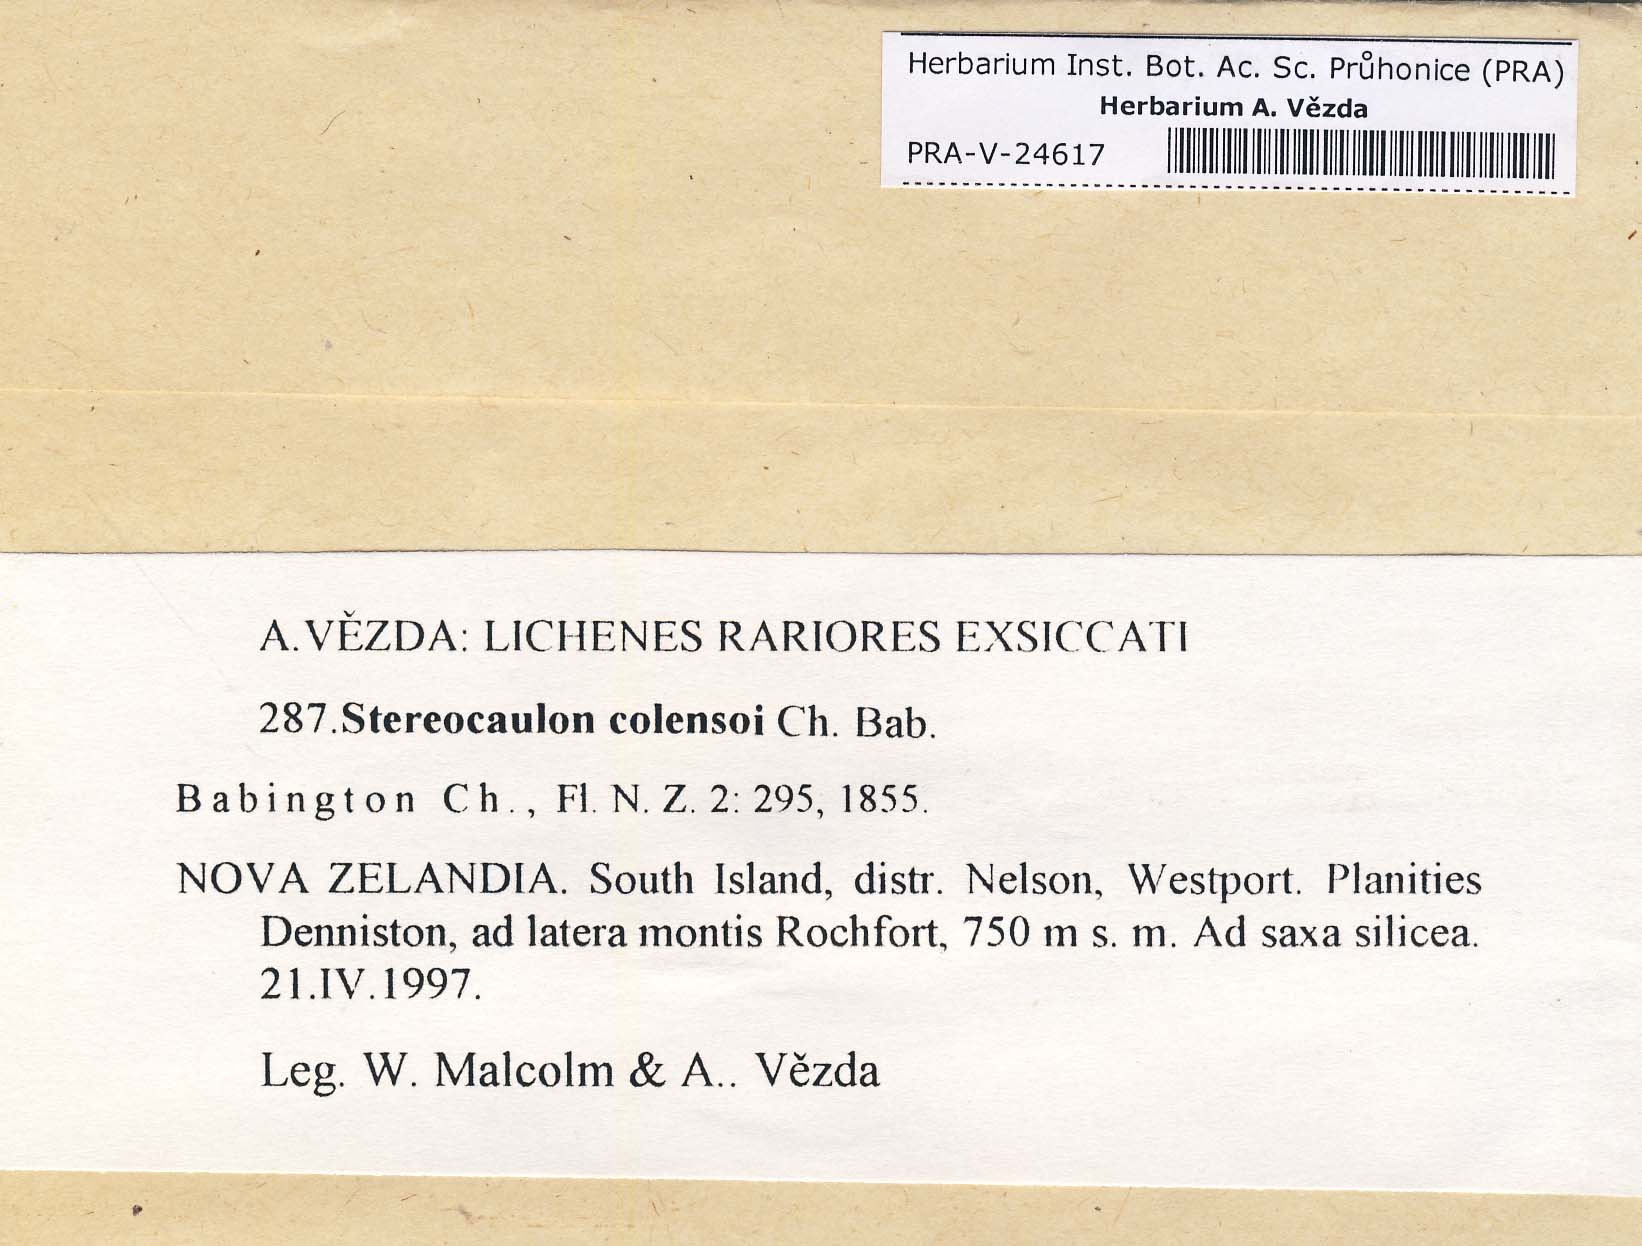 Herbarium Inst. Bot. Ac. Sc. Průhonice (PRA)
Herbarium A. Vězda
PRA-V-24617
A.VĚZDA: LICHENES RARIORES EXSICCATI
287.Stereocaulon colensoi Ch. Bab.
Babington Ch., Fl. N. Z. 2: 295, 1855.
NOVA ZELANDIA. South Island, distr. Nelson, Westport. Planities
Denniston, ad latera montis Rochfort, 750 m s. m. Ad saxa silicea.
21.IV.1997.
Leg. W. Malcolm & A.. Vězda